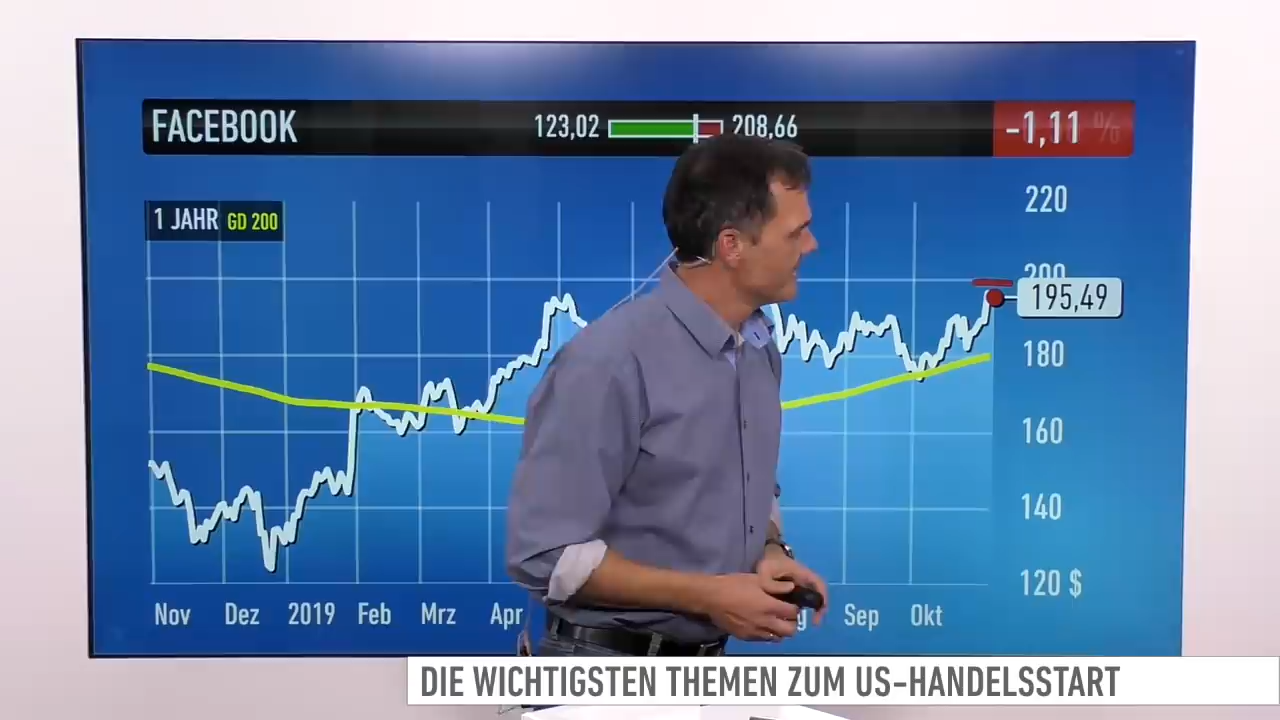 FACEBOOK 123,02 208,66 -1,11 %
1 JAHR GD 200
220
200
195,49
180
160
140
120 $
Nov Dez 2019 Feb Mrz Apr Sep Okt
DIE WICHTIGSTEN THEMEN ZUM US-HANDELSSTART